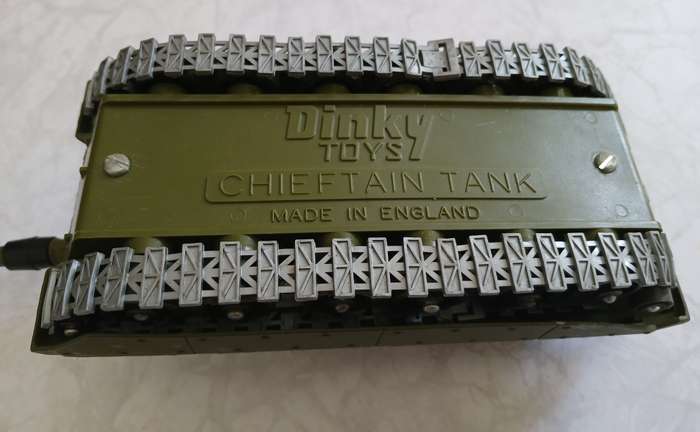 Dinky
TOYS
CHIEFTAIN TANK
MADE IN ENGLAND